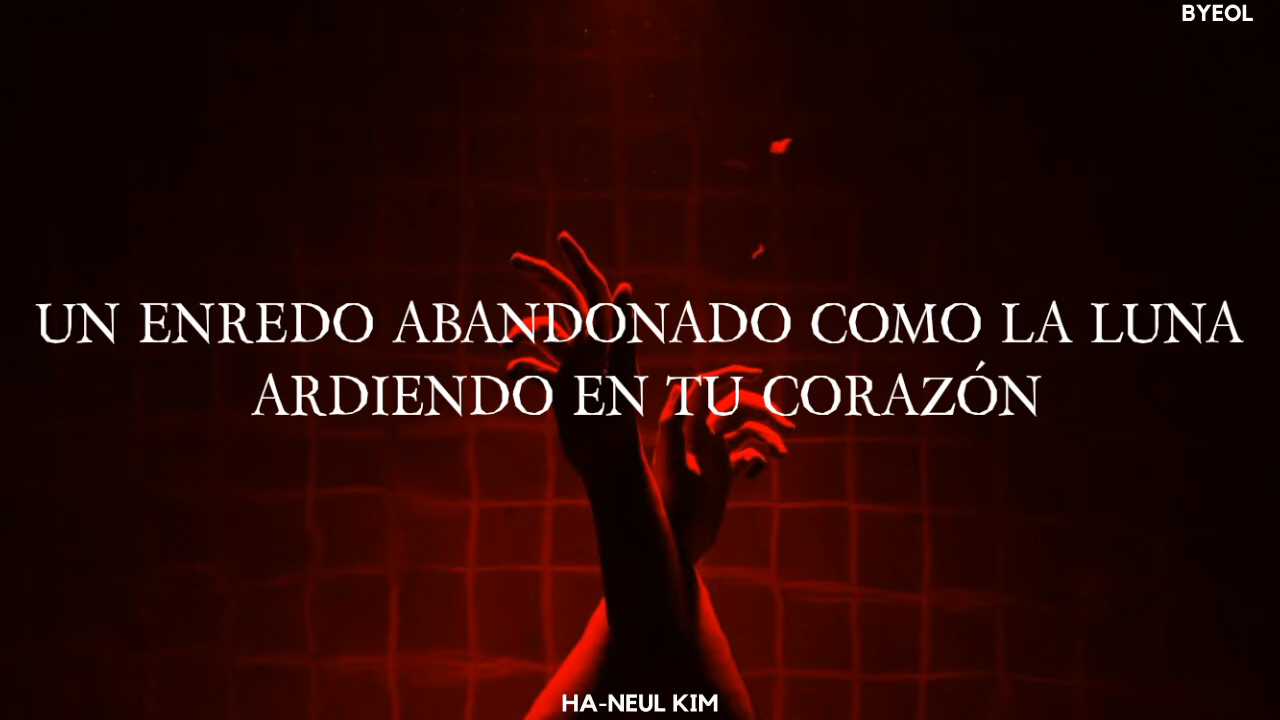 BYEOL
UN ENREDO ABANDONADO COMO LA LUNA
ARDIENDO EN TU CORAZÓN
HA-NEUL KIM